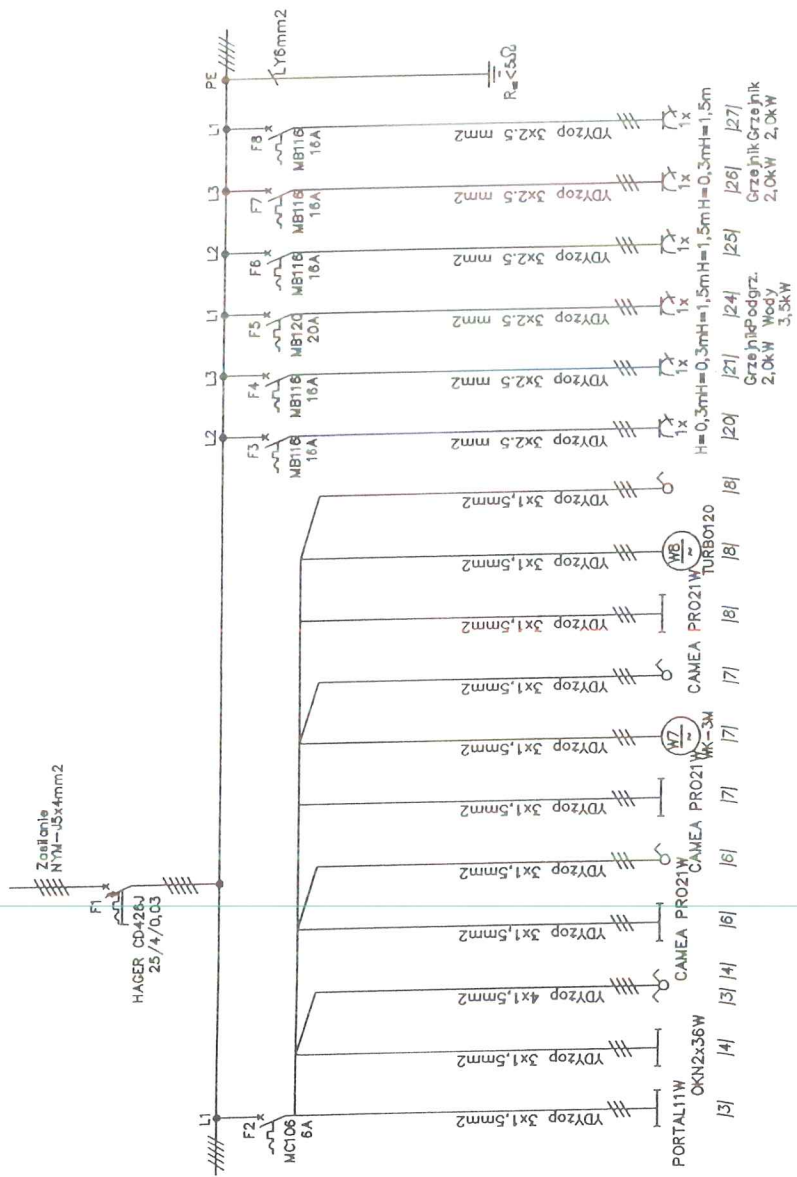 Zasilanie
NYM-J5x4mm2
F1
HAGER CD426J
25/4/0,03
L1
L2
L3
L1
L2
L3
L1
PE
LY6mm2
F2
MC106
6A
F3
MB116
16A
F4
MB116
16A
F5
MB120
20A
F6
MB116
16A
F7
MB116
16A
F8
MB116
16A
YDYżop 3x1,5mm2
YDYżop 3x1,5mm2
YDYżop 4x1,5mm2
YDYżop 3x1,5mm2
YDYżop 3x1,5mm2
YDYżop 3x1,5mm2
YDYżop 3x1,5mm2
YDYżop 3x1,5mm2
YDYżop 3x1,5mm2
YDYżop 3x1,5mm2
YDYżop 3x1,5mm2
YDYżop 3x2.5 mm2
YDYżop 3x2.5 mm2
YDYżop 3x2.5 mm2
YDYżop 3x2.5 mm2
YDYżop 3x2.5 mm2
YDYżop 3x2.5 mm2
R <5Ω
PORTAL11W
OKN2x36W
CAMEA PRO21W
CAMEA PRO21W
W7
~
WK-3M
CAMEA PRO21W
W8
~
TURBO120
1x
1x
1x
1x
1x
1x
H=0,3mH=0,3mH=1,5mH=1,5mH=0,3mH=1,5m
|3|
|4|
|3| |4|
|6|
|6|
|7|
|7|
|7|
|8|
|8|
|8|
|20|
|21|
|24|
|25|
|26|
|27|
Grzejnik
2,0kW
Podgrz.
Wody
3,5kW
Grzejnik
2,0kW
Grzejnik
2,0kW